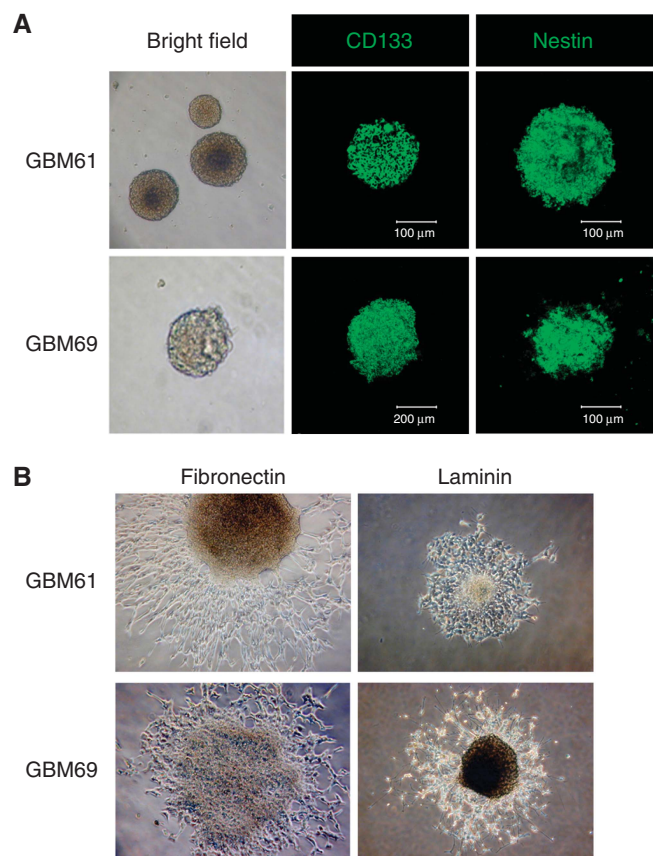 A
Bright field CD133 Nestin
GBM61
100 µm 100 µm
GBM69
200 µm 100 µm
B
Fibronectin Laminin
GBM61
GBM69